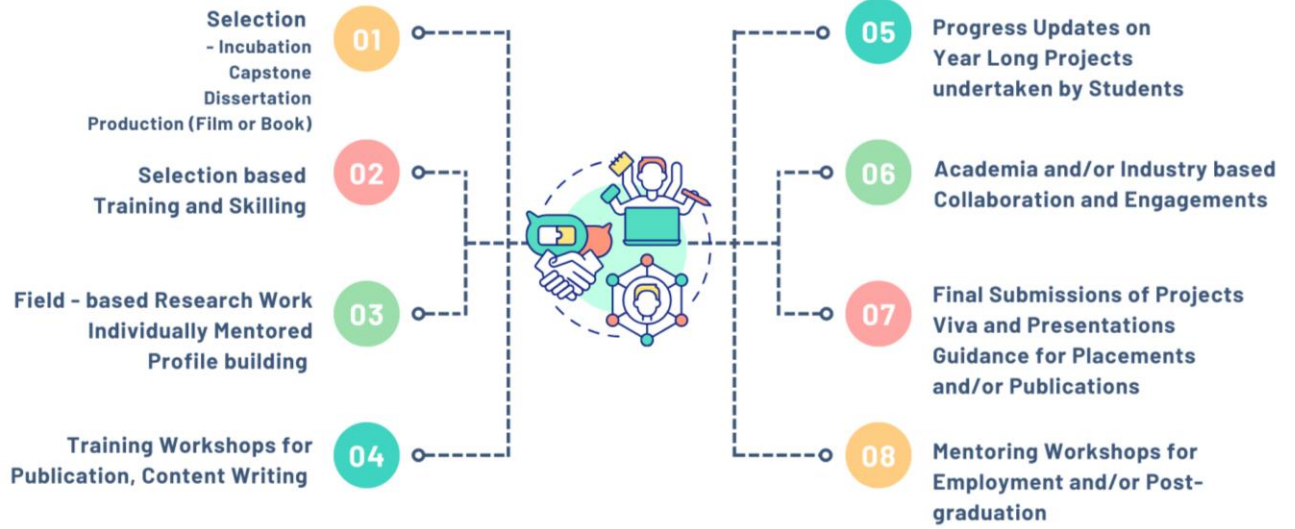 Selection
- Incubation
Capstone
Dissertation
Production (Film or Book)
01
Selection based
Training and Skilling
02
Field - based Research Work
Individually Mentored
Profile building
03
Training Workshops for
Publication, Content Writing
04
05
Progress Updates on
Year Long Projects
undertaken by Students
06
Academia and/or Industry based
Collaboration and Engagements
07
Final Submissions of Projects
Viva and Presentations
Guidance for Placements
and/or Publications
08
Mentoring Workshops for
Employment and/or Post-
graduation